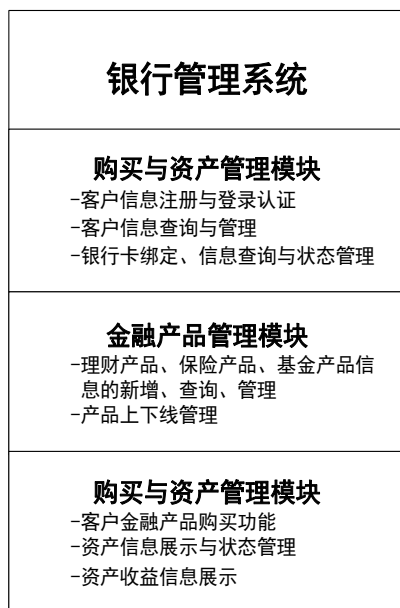 银行管理系统
购买与资产管理模块
-客户信息注册与登录认证
-客户信息查询与管理
-银行卡绑定、信息查询与状态管理
金融产品管理模块
-理财产品、保险产品、基金产品信
息的新增、查询、管理
-产品上下线管理
购买与资产管理模块
-客户金融产品购买功能
-资产信息展示与状态管理
-资产收益信息展示